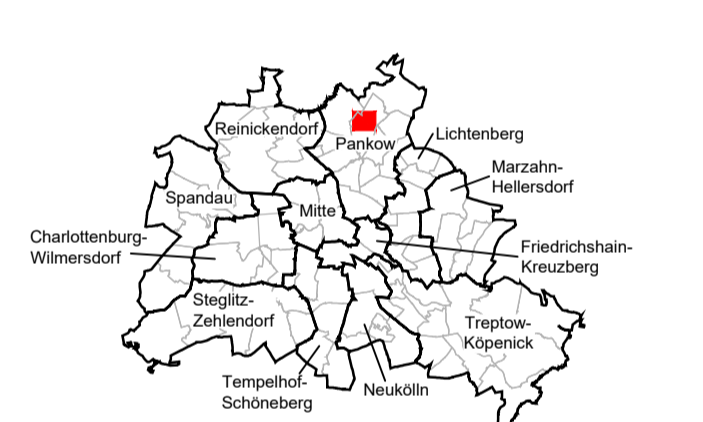 Reinickendorf
Pankow
Lichtenberg
Marzahn-
Hellersdorf
Spandau
Mitte
Charlottenburg-
Wilmersdorf
Friedrichshain-
Kreuzberg
Steglitz-
Zehlendorf
Treptow-
Köpenick
Tempelhof-
Schöneberg
Neukölln